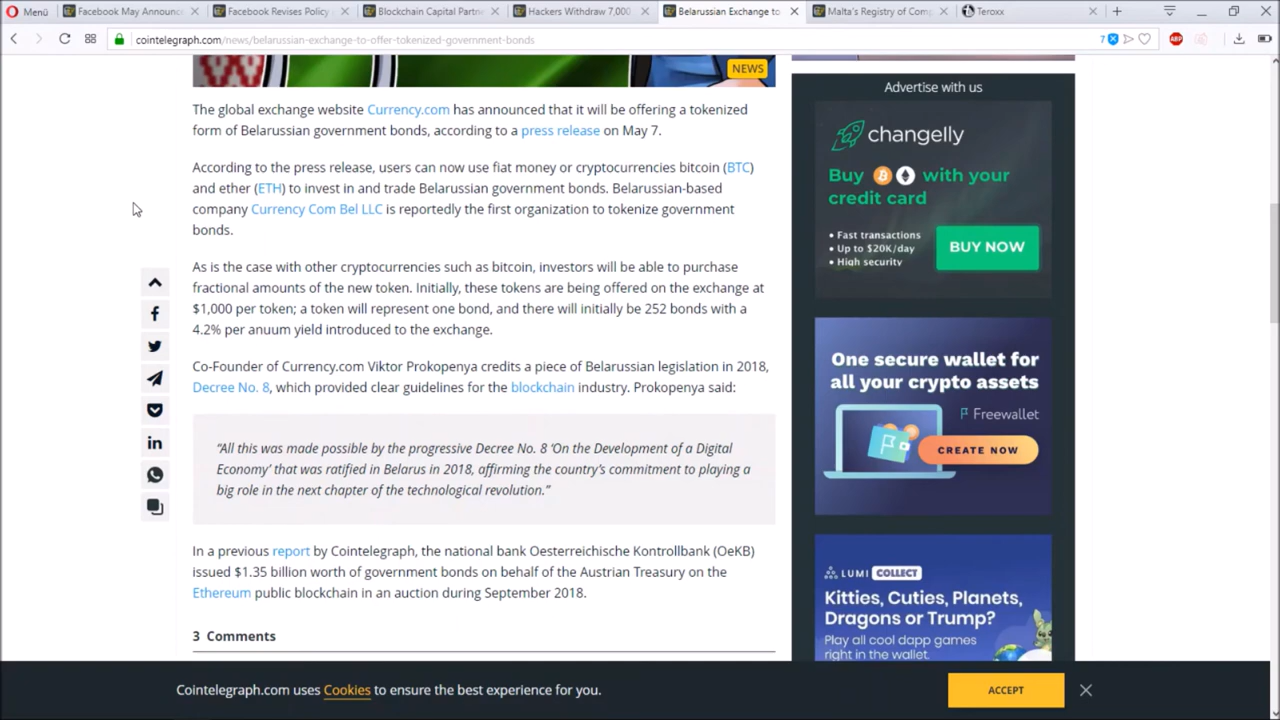 Menü
Facebook May Announc
Facebook Revises Policy
Blockchain Capital Partne
Hackers Withdraw 7,000
Belarussian Exchange to
Malta's Registry of Comp
Teroxx
cointelegraph.com/news/belarussian-exchange-to-offer-tokenized-government-bonds
7
ABP
NEWS
The global exchange website Currency.com has announced that it will be offering a tokenized
form of Belarussian government bonds, according to a press release on May 7.
According to the press release, users can now use fiat money or cryptocurrencies bitcoin (BTC)
and ether (ETH) to invest in and trade Belarussian government bonds. Belarussian-based
company Currency Com Bel LLC is reportedly the first organization to tokenize government
bonds.
As is the case with other cryptocurrencies such as bitcoin, investors will be able to purchase
fractional amounts of the new token. Initially, these tokens are being offered on the exchange at
$1,000 per token; a token will represent one bond, and there will initially be 252 bonds with a
4.2% per anuum yield introduced to the exchange.
Co-Founder of Currency.com Viktor Prokopenya credits a piece of Belarussian legislation in 2018,
Decree No. 8, which provided clear guidelines for the blockchain industry. Prokopenya said:
“All this was made possible by the progressive Decree No. 8 ‘On the Development of a Digital
Economy’ that was ratified in Belarus in 2018, affirming the country’s commitment to playing a
big role in the next chapter of the technological revolution.”
In a previous report by Cointelegraph, the national bank Oesterreichische Kontrollbank (OeKB)
issued $1.35 billion worth of government bonds on behalf of the Austrian Treasury on the
Ethereum public blockchain in an auction during September 2018.
3 Comments
Advertise with us
changelly
Buy with your
credit card
• Fast transactions
• Up to $20K/day
• High security
BUY NOW
One secure wallet for
all your crypto assets
Freewallet
CREATE NOW
LUMI COLLECT
Kitties, Cuties, Planets,
Dragons or Trump?
Play all cool dapp games
right in the wallet.
Cointelegraph.com uses Cookies to ensure the best experience for you.
ACCEPT